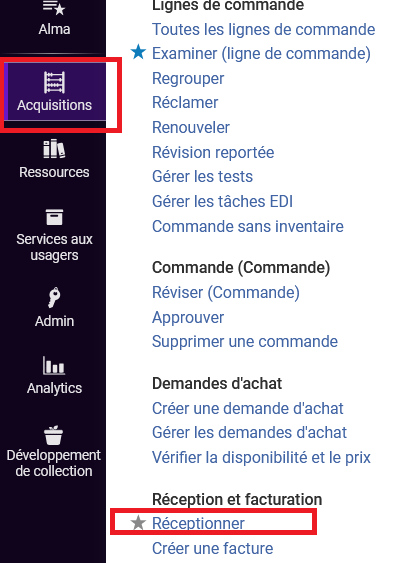 Alma
Acquisitions
Ressources
Services aux
usagers
Admin
Analytics
Développement
de collection
Lignes de commande
Toutes les lignes de commande
Examiner (ligne de commande)
Regrouper
Réclamer
Renouveler
Révision reportée
Gérer les tests
Gérer les tâches EDI
Commande sans inventaire
Commande (Commande)
Réviser (Commande)
Approuver
Supprimer une commande
Demandes d'achat
Créer une demande d'achat
Gérer les demandes d'achat
Vérifier la disponibilité et le prix
Réception et facturation
Réceptionner
Créer une facture